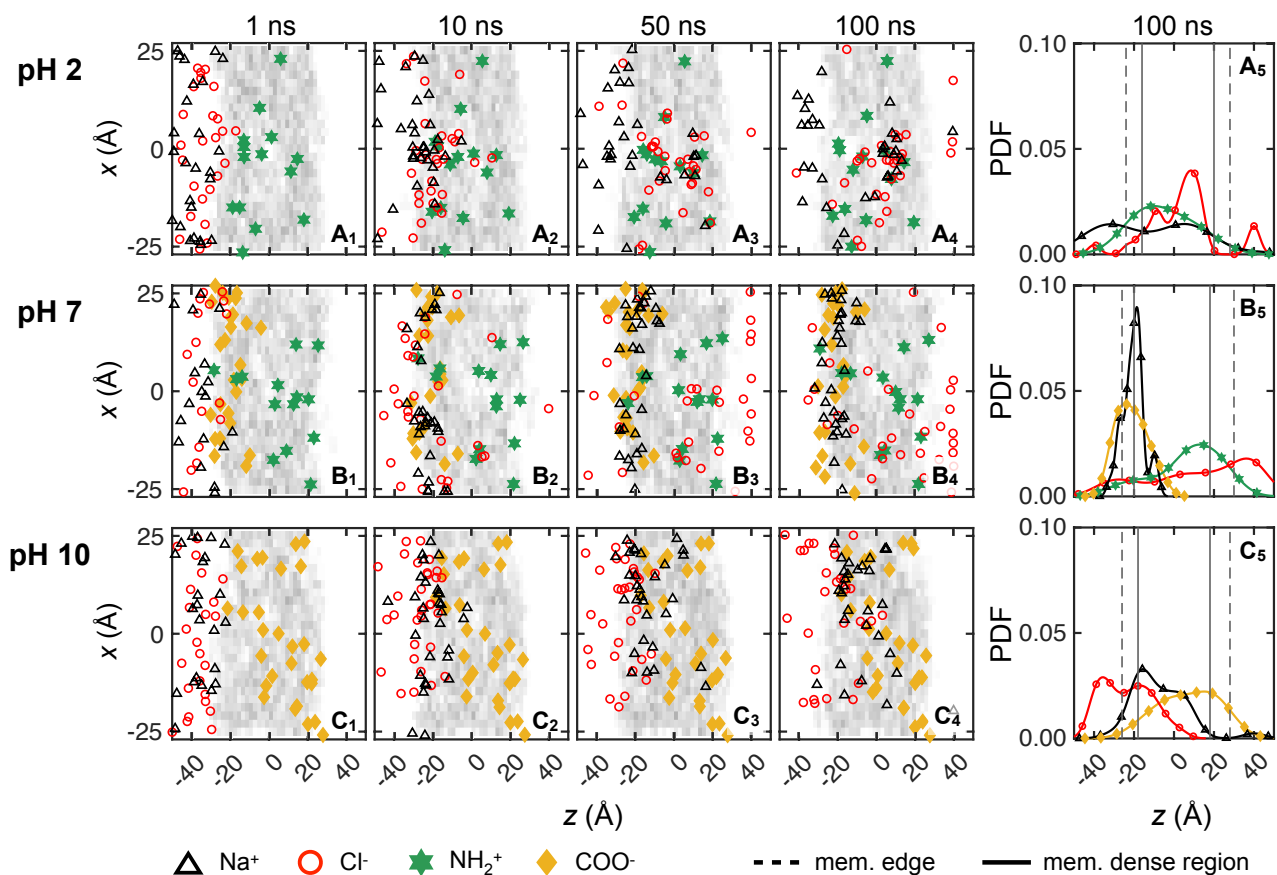 1 ns 10 ns 50 ns 100 ns 100 ns
pH 2
x (Å)
25
0
-25
A1 A2 A3 A4
PDF
0.10
0.05
0.00
A5
pH 7
x (Å)
25
0
-25
B1 B2 B3 B4
PDF
0.10
0.05
0.00
B5
pH 10
x (Å)
25
0
-25
C1 C2 C3 C4
PDF
0.10
0.05
0.00
C5
-40 -20 0 20 40 -40 -20 0 20 40 -40 -20 0 20 40 -40 -20 0 20 40 -40 -20 0 20 40
z (Å) z (Å)
Na⁺ Cl⁻ NH₂⁺ COO⁻ mem. edge mem. dense region